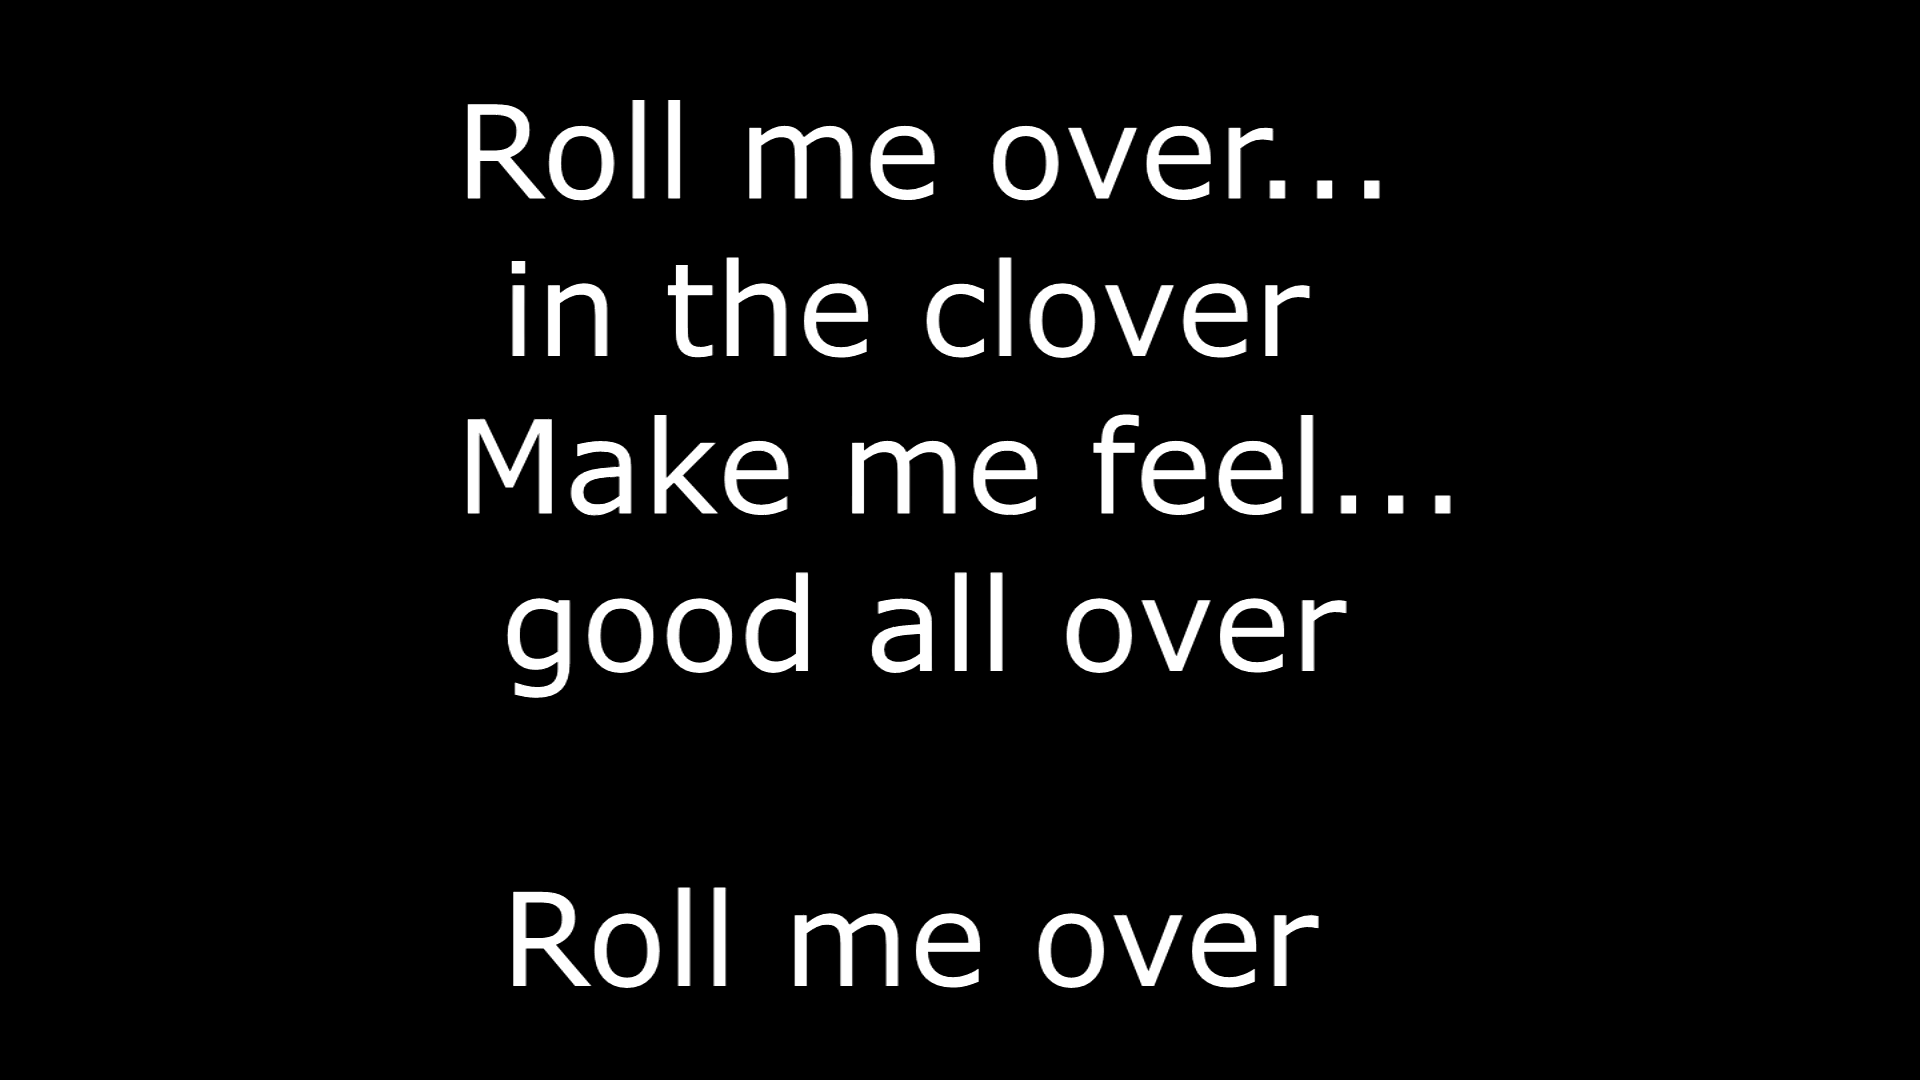 Roll me over...
in the clover
Make me feel...
good all over
Roll me over